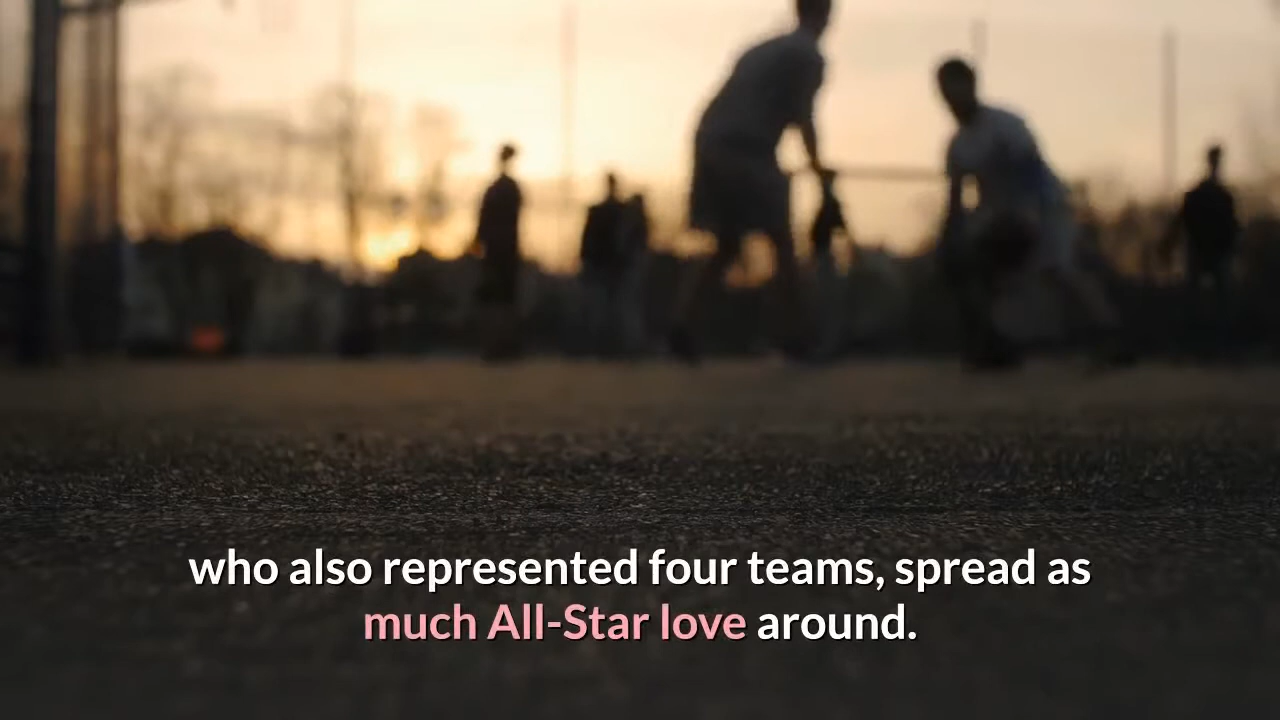 who also represented four teams, spread as
much All-Star love around.